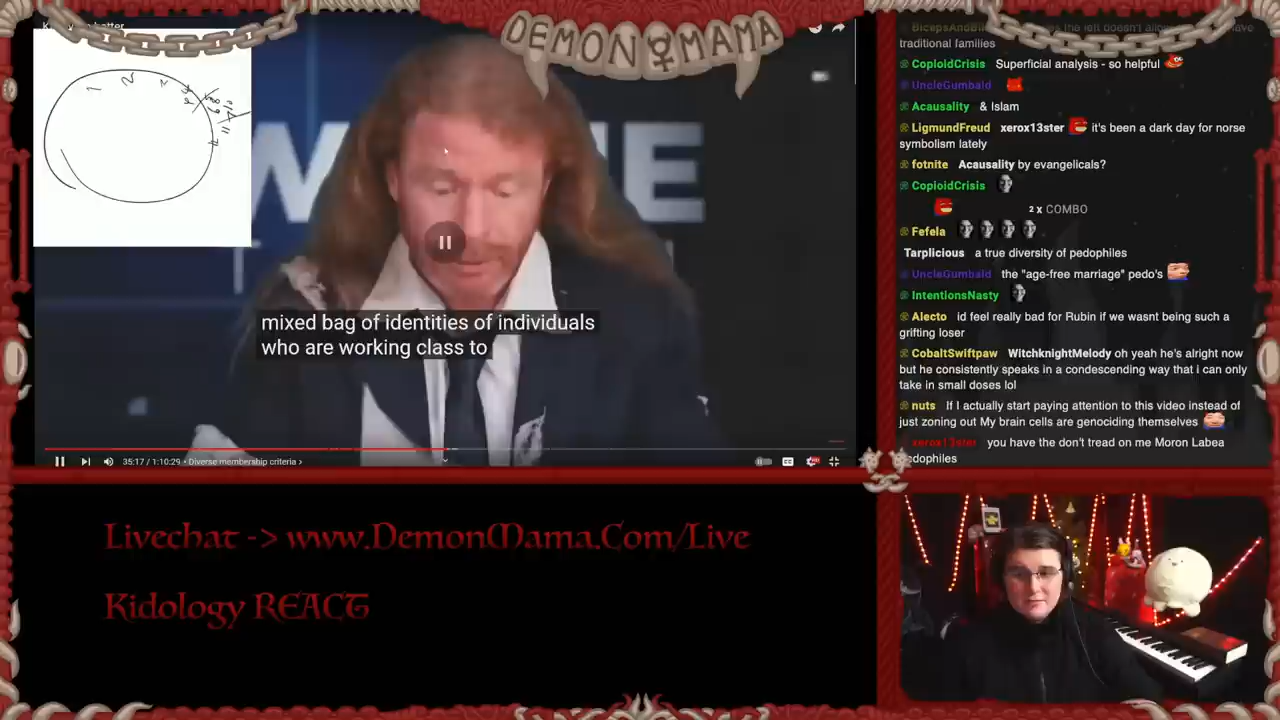 DEMON MAMA
mixed bag of identities of individuals
who are working class to
35:17 / 1:10:29 • Diverse membership criteria ›
traditional families
CopioidCrisis Superficial analysis - so helpful
UncleGumbald
Acausality & Islam
LigmundFreud xerox13ster it's been a dark day for norse
symbolism lately
fotnite Acausality by evangelicals?
CopioidCrisis
2 x COMBO
Fefela
Tarplicious a true diversity of pedophiles
UncleGumbald the "age-free marriage" pedo's
IntentionsNasty
Alecto id feel really bad for Rubin if we wasnt being such a
grifting loser
CobaltSwiftpaw WitchknightMelody oh yeah he's alright now
but he consistently speaks in a condescending way that i can only
take in small doses lol
nuts If I actually start paying attention to this video instead of
just zoning out My brain cells are genociding themselves
xerox13ster you have the don't tread on me Moron Labea
pedophiles
Livechat -> www.DemonMama.Com/Live
Kidology REACT